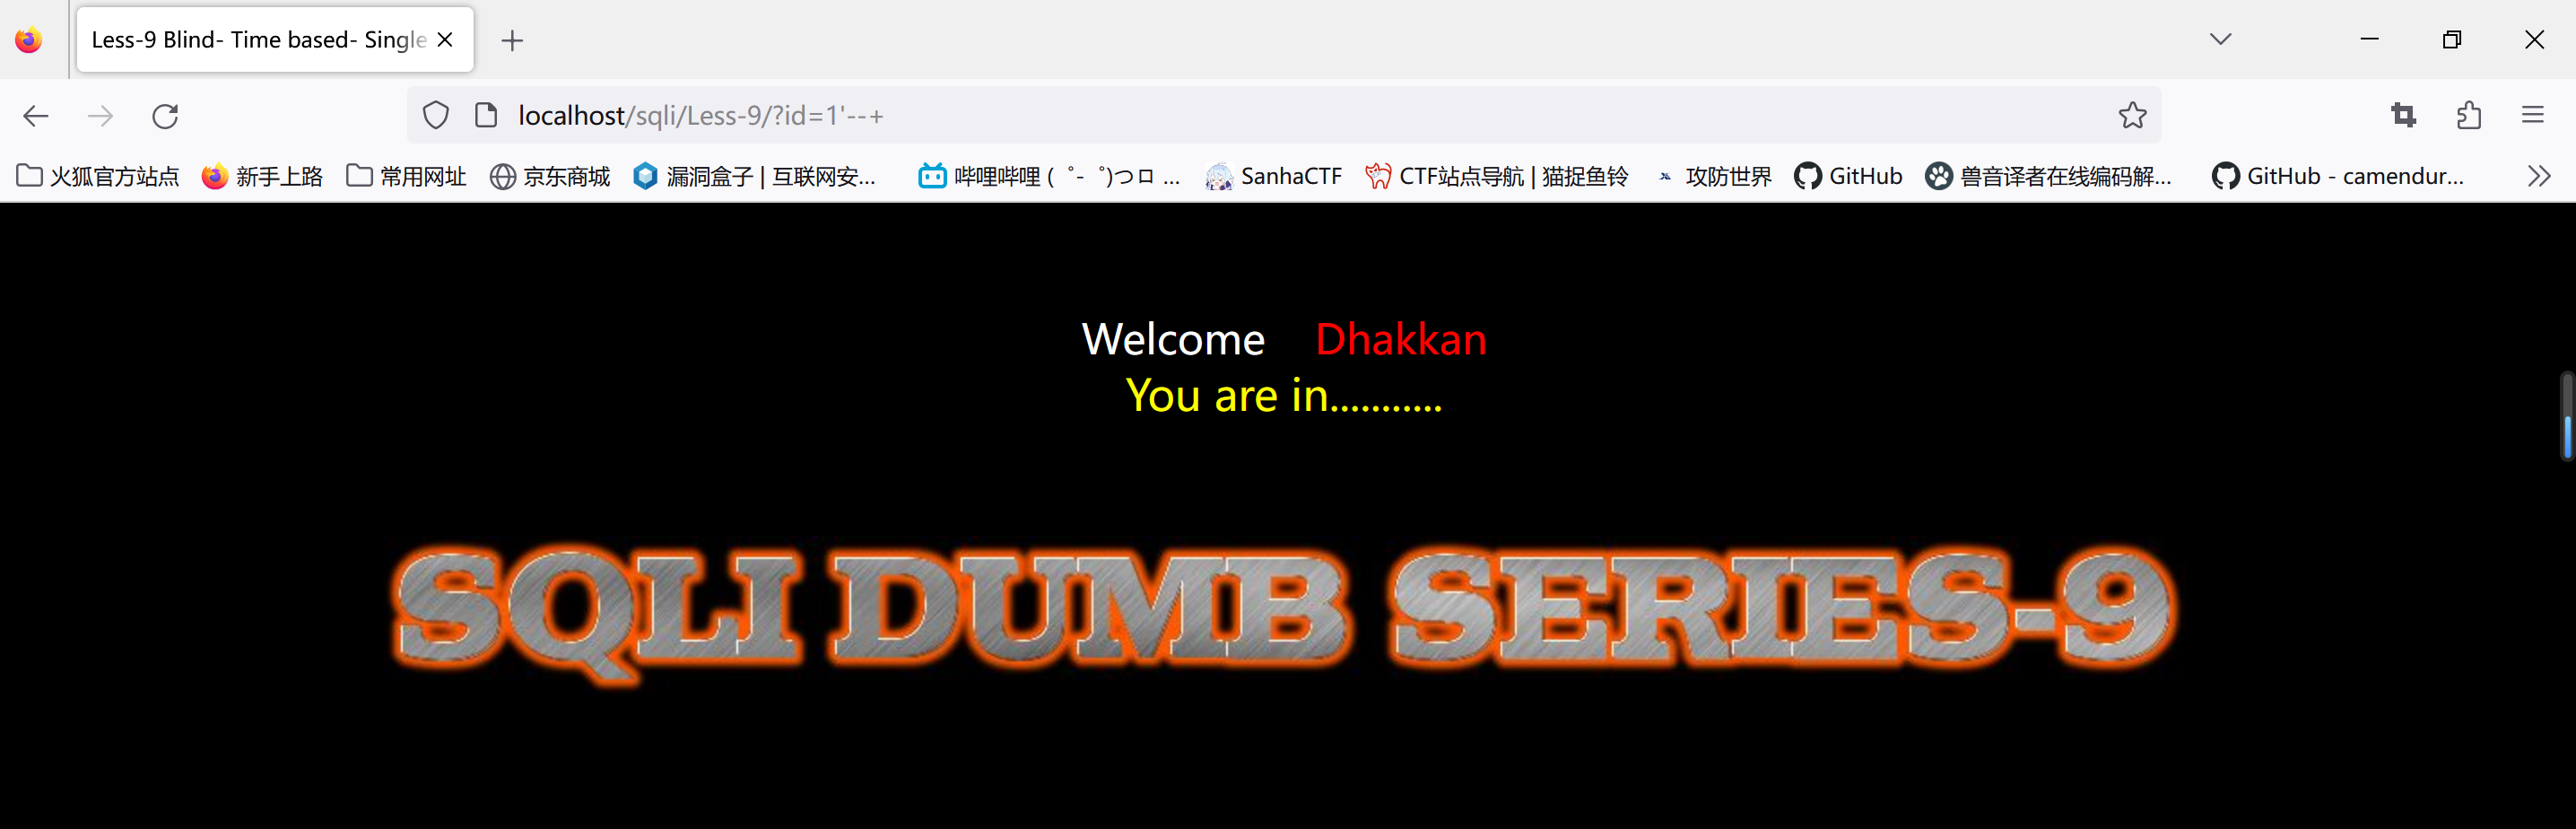 Less-9 Blind- Time based- Single
localhost/sqli/Less-9/?id=1'--+
火狐官方站点 新手上路 常用网址 京东商城 漏洞盒子 | 互联网安... 哔哩哔哩 (゜-゜)つロ ... SanhaCTF CTF站点导航 | 猫捉鱼铃 攻防世界 GitHub 兽音译者在线编码解... GitHub - camendur...
Welcome Dhakkan
You are in...........
SQLI DUMB SERIES-9